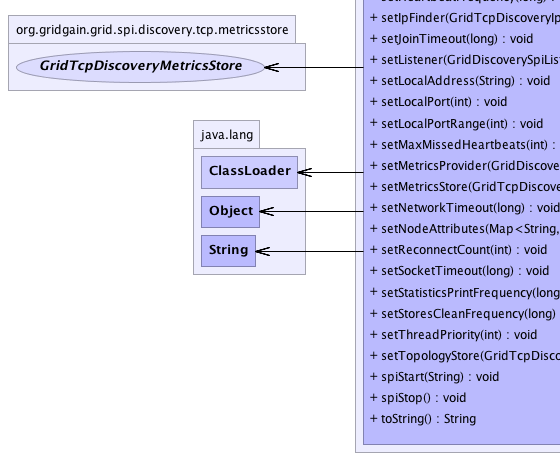 org.gridgain.grid.spi.discovery.tcp.metricsstore
GridTcpDiscoveryMetricsStore
java.lang
ClassLoader
Object
String
+ setIpFinder(GridTcpDiscoveryIp
+ setJoinTimeout(long) : void
+ setListener(GridDiscoverySpiList
+ setLocalAddress(String) : void
+ setLocalPort(int) : void
+ setLocalPortRange(int) : void
+ setMaxMissedHeartbeats(int) :
+ setMetricsProvider(GridDiscove
+ setMetricsStore(GridTcpDiscove
+ setNetworkTimeout(long) : void
+ setNodeAttributes(Map<String,
+ setReconnectCount(int) : void
+ setSocketTimeout(long) : void
+ setStatisticsPrintFrequency(long
+ setStoresCleanFrequency(long)
+ setThreadPriority(int) : void
+ setTopologyStore(GridTcpDisco
+ spiStart(String) : void
+ spiStop() : void
+ toString() : String